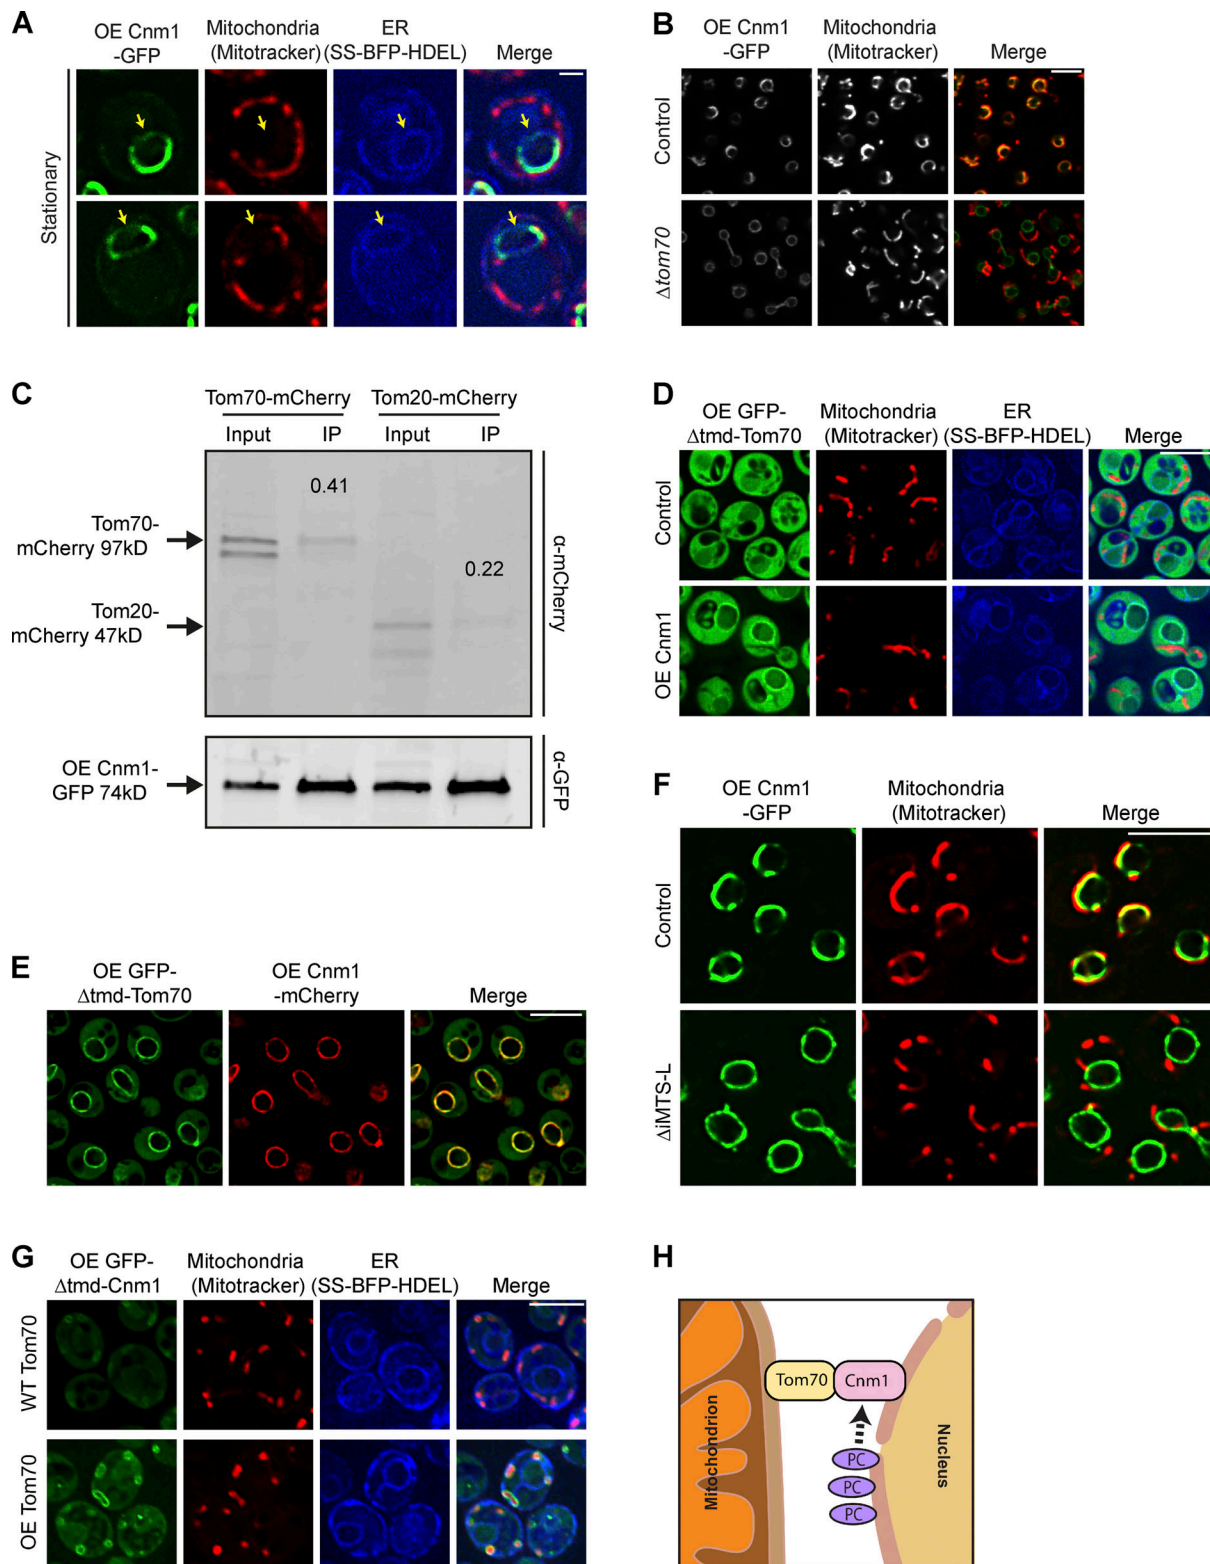 A
OE Cnm1
-GFP
Mitochondria
(Mitotracker)
ER
(SS-BFP-HDEL)
Merge
Stationary
B
OE Cnm1
-GFP
Mitochondria
(Mitotracker)
Merge
Control
Δtom70
C
Tom70-mCherry
Tom20-mCherry
Input
IP
Input
IP
0.41
0.22
Tom70-
mCherry 97kD
Tom20-
mCherry 47kD
α-mCherry
OE Cnm1-
GFP 74kD
α-GFP
D
OE GFP-
Δtmd-Tom70
Mitochondria
(Mitotracker)
ER
(SS-BFP-HDEL)
Merge
Control
OE Cnm1
E
OE GFP-
Δtmd-Tom70
OE Cnm1
-mCherry
Merge
F
OE Cnm1
-GFP
Mitochondria
(Mitotracker)
Merge
Control
ΔiMTS-L
G
OE GFP-
Δtmd-Cnm1
Mitochondria
(Mitotracker)
ER
(SS-BFP-HDEL)
Merge
WT Tom70
OE Tom70
H
Mitochondrion
Tom70
Cnm1
PC
PC
PC
Nucleus